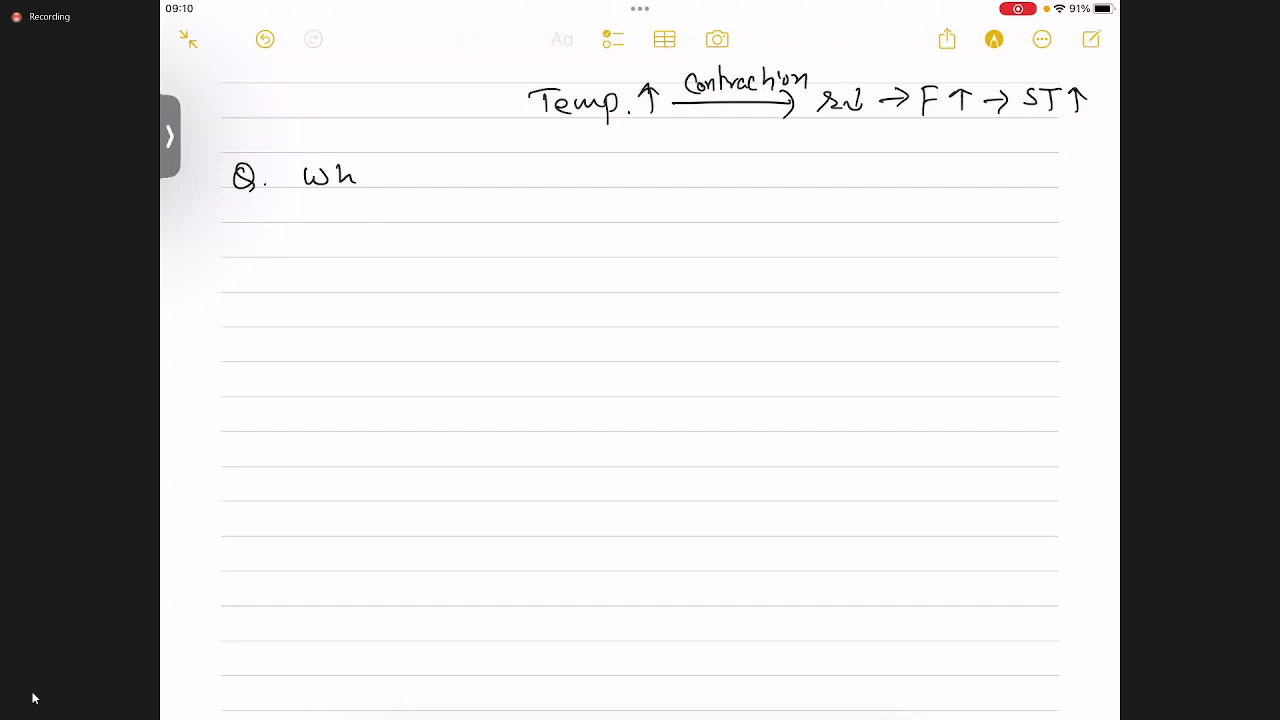 Recording
09:10
91%
Aa
Contraction
Temp. ↑ → r↓ → F ↑ → ST ↑
Q. Wh